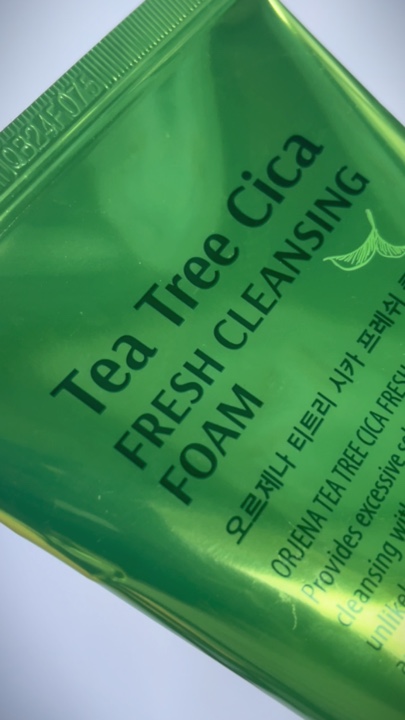 Tea Tree Cica
FRESH CLEANSING
FOAM
오르제나 티트리 시카 프레쉬
ORJENA TEA TREE CICA FRESH
Provides excessive
cleansing